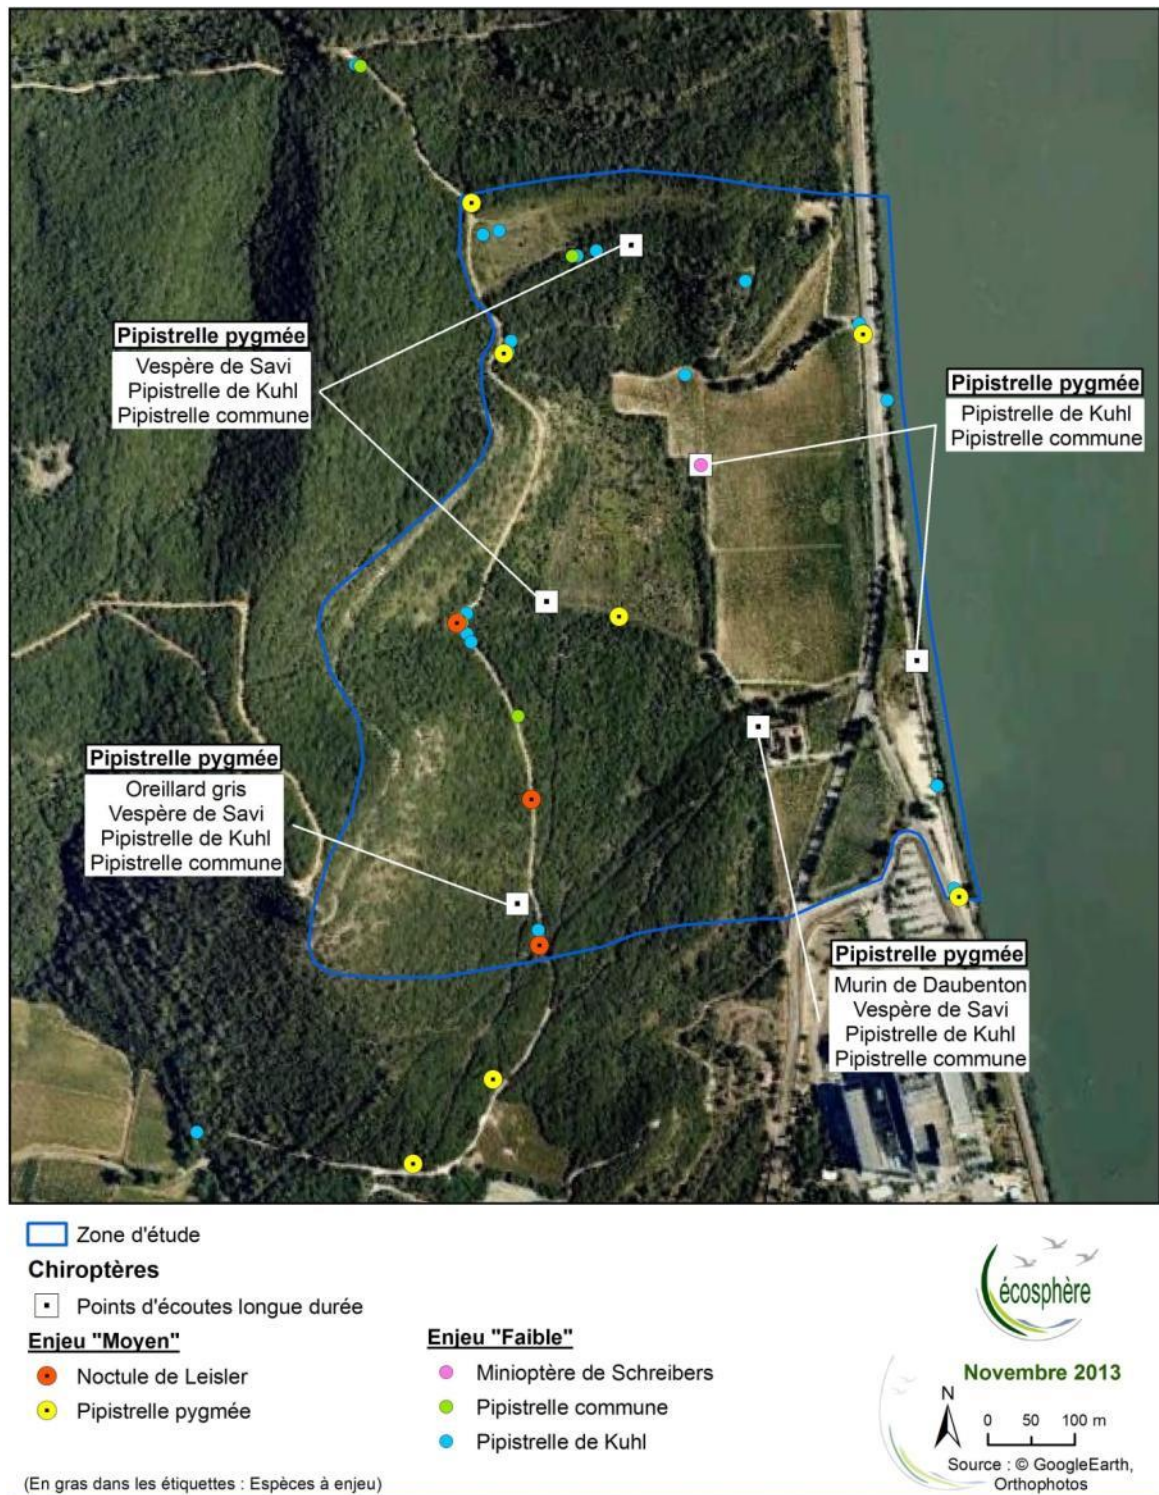 Pipistrelle pygmée
Vespère de Savi
Pipistrelle de Kuhl
Pipistrelle commune
Pipistrelle pygmée
Pipistrelle de Kuhl
Pipistrelle commune
Pipistrelle pygmée
Oreillard gris
Vespère de Savi
Pipistrelle de Kuhl
Pipistrelle commune
Pipistrelle pygmée
Murin de Daubenton
Vespère de Savi
Pipistrelle de Kuhl
Pipistrelle commune
Zone d'étude
Chiroptères
Points d'écoutes longue durée
Enjeu "Moyen"
Noctule de Leisler
Pipistrelle pygmée
Enjeu "Faible"
Minioptère de Schreibers
Pipistrelle commune
Pipistrelle de Kuhl
écosphère
Novembre 2013
N
0 50 100 m
Source : © GoogleEarth,
Orthophotos
(En gras dans les étiquettes : Espèces à enjeu)